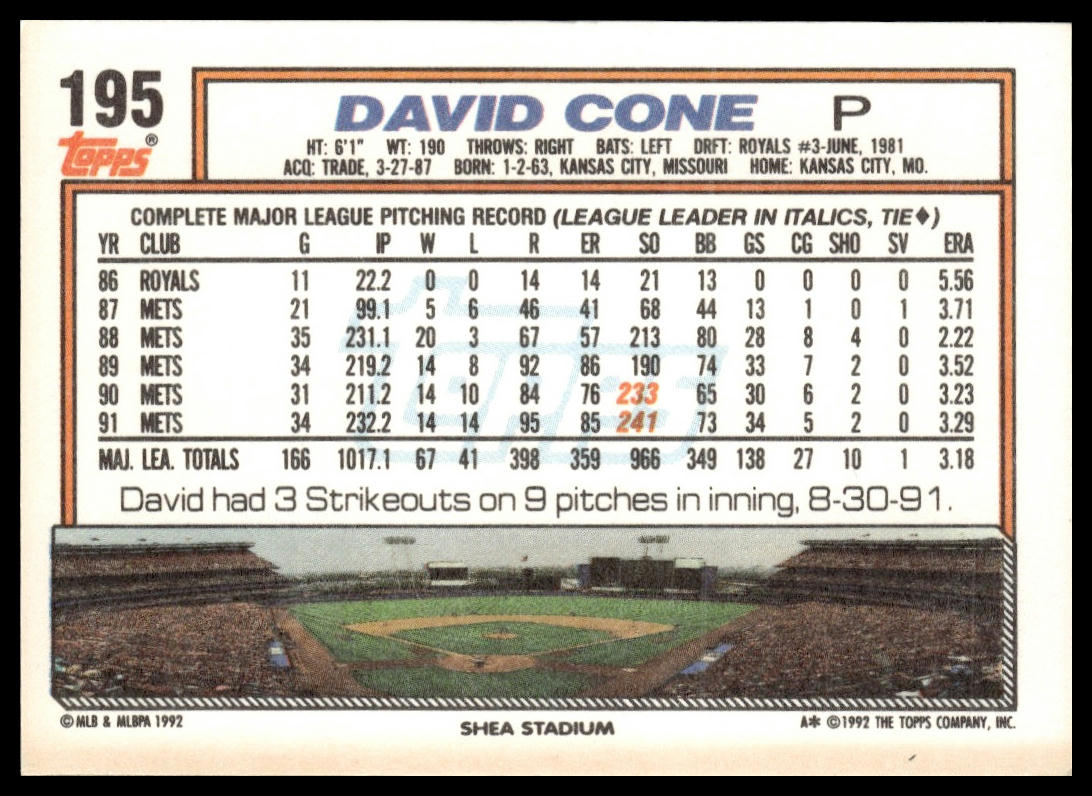 195
topps®
DAVID CONE P
HT: 6'1" WT: 190 THROWS: RIGHT BATS: LEFT DRFT: ROYALS #3-JUNE, 1981
ACQ: TRADE, 3-27-87 BORN: 1-2-63, KANSAS CITY, MISSOURI HOME: KANSAS CITY, MO.
COMPLETE MAJOR LEAGUE PITCHING RECORD (LEAGUE LEADER IN ITALICS, TIE♦)
YR CLUB G IP W L R ER SO BB GS CG SHO SV ERA
86 ROYALS 11 22.2 0 0 14 14 21 13 0 0 0 0 5.56
87 METS 21 99.1 5 6 46 41 68 44 13 1 0 1 3.71
88 METS 35 231.1 20 3 67 57 213 80 28 8 4 0 2.22
89 METS 34 219.2 14 8 92 86 190 74 33 7 2 0 3.52
90 METS 31 211.2 14 10 84 76 233 65 30 6 2 0 3.23
91 METS 34 232.2 14 14 95 85 241 73 34 5 2 0 3.29
MAJ. LEA. TOTALS 166 1017.1 67 41 398 359 966 349 138 27 10 1 3.18
David had 3 Strikeouts on 9 pitches in inning, 8-30-91.
©MLB & MLBPA 1992
SHEA STADIUM
A* ©1992 THE TOPPS COMPANY, INC.